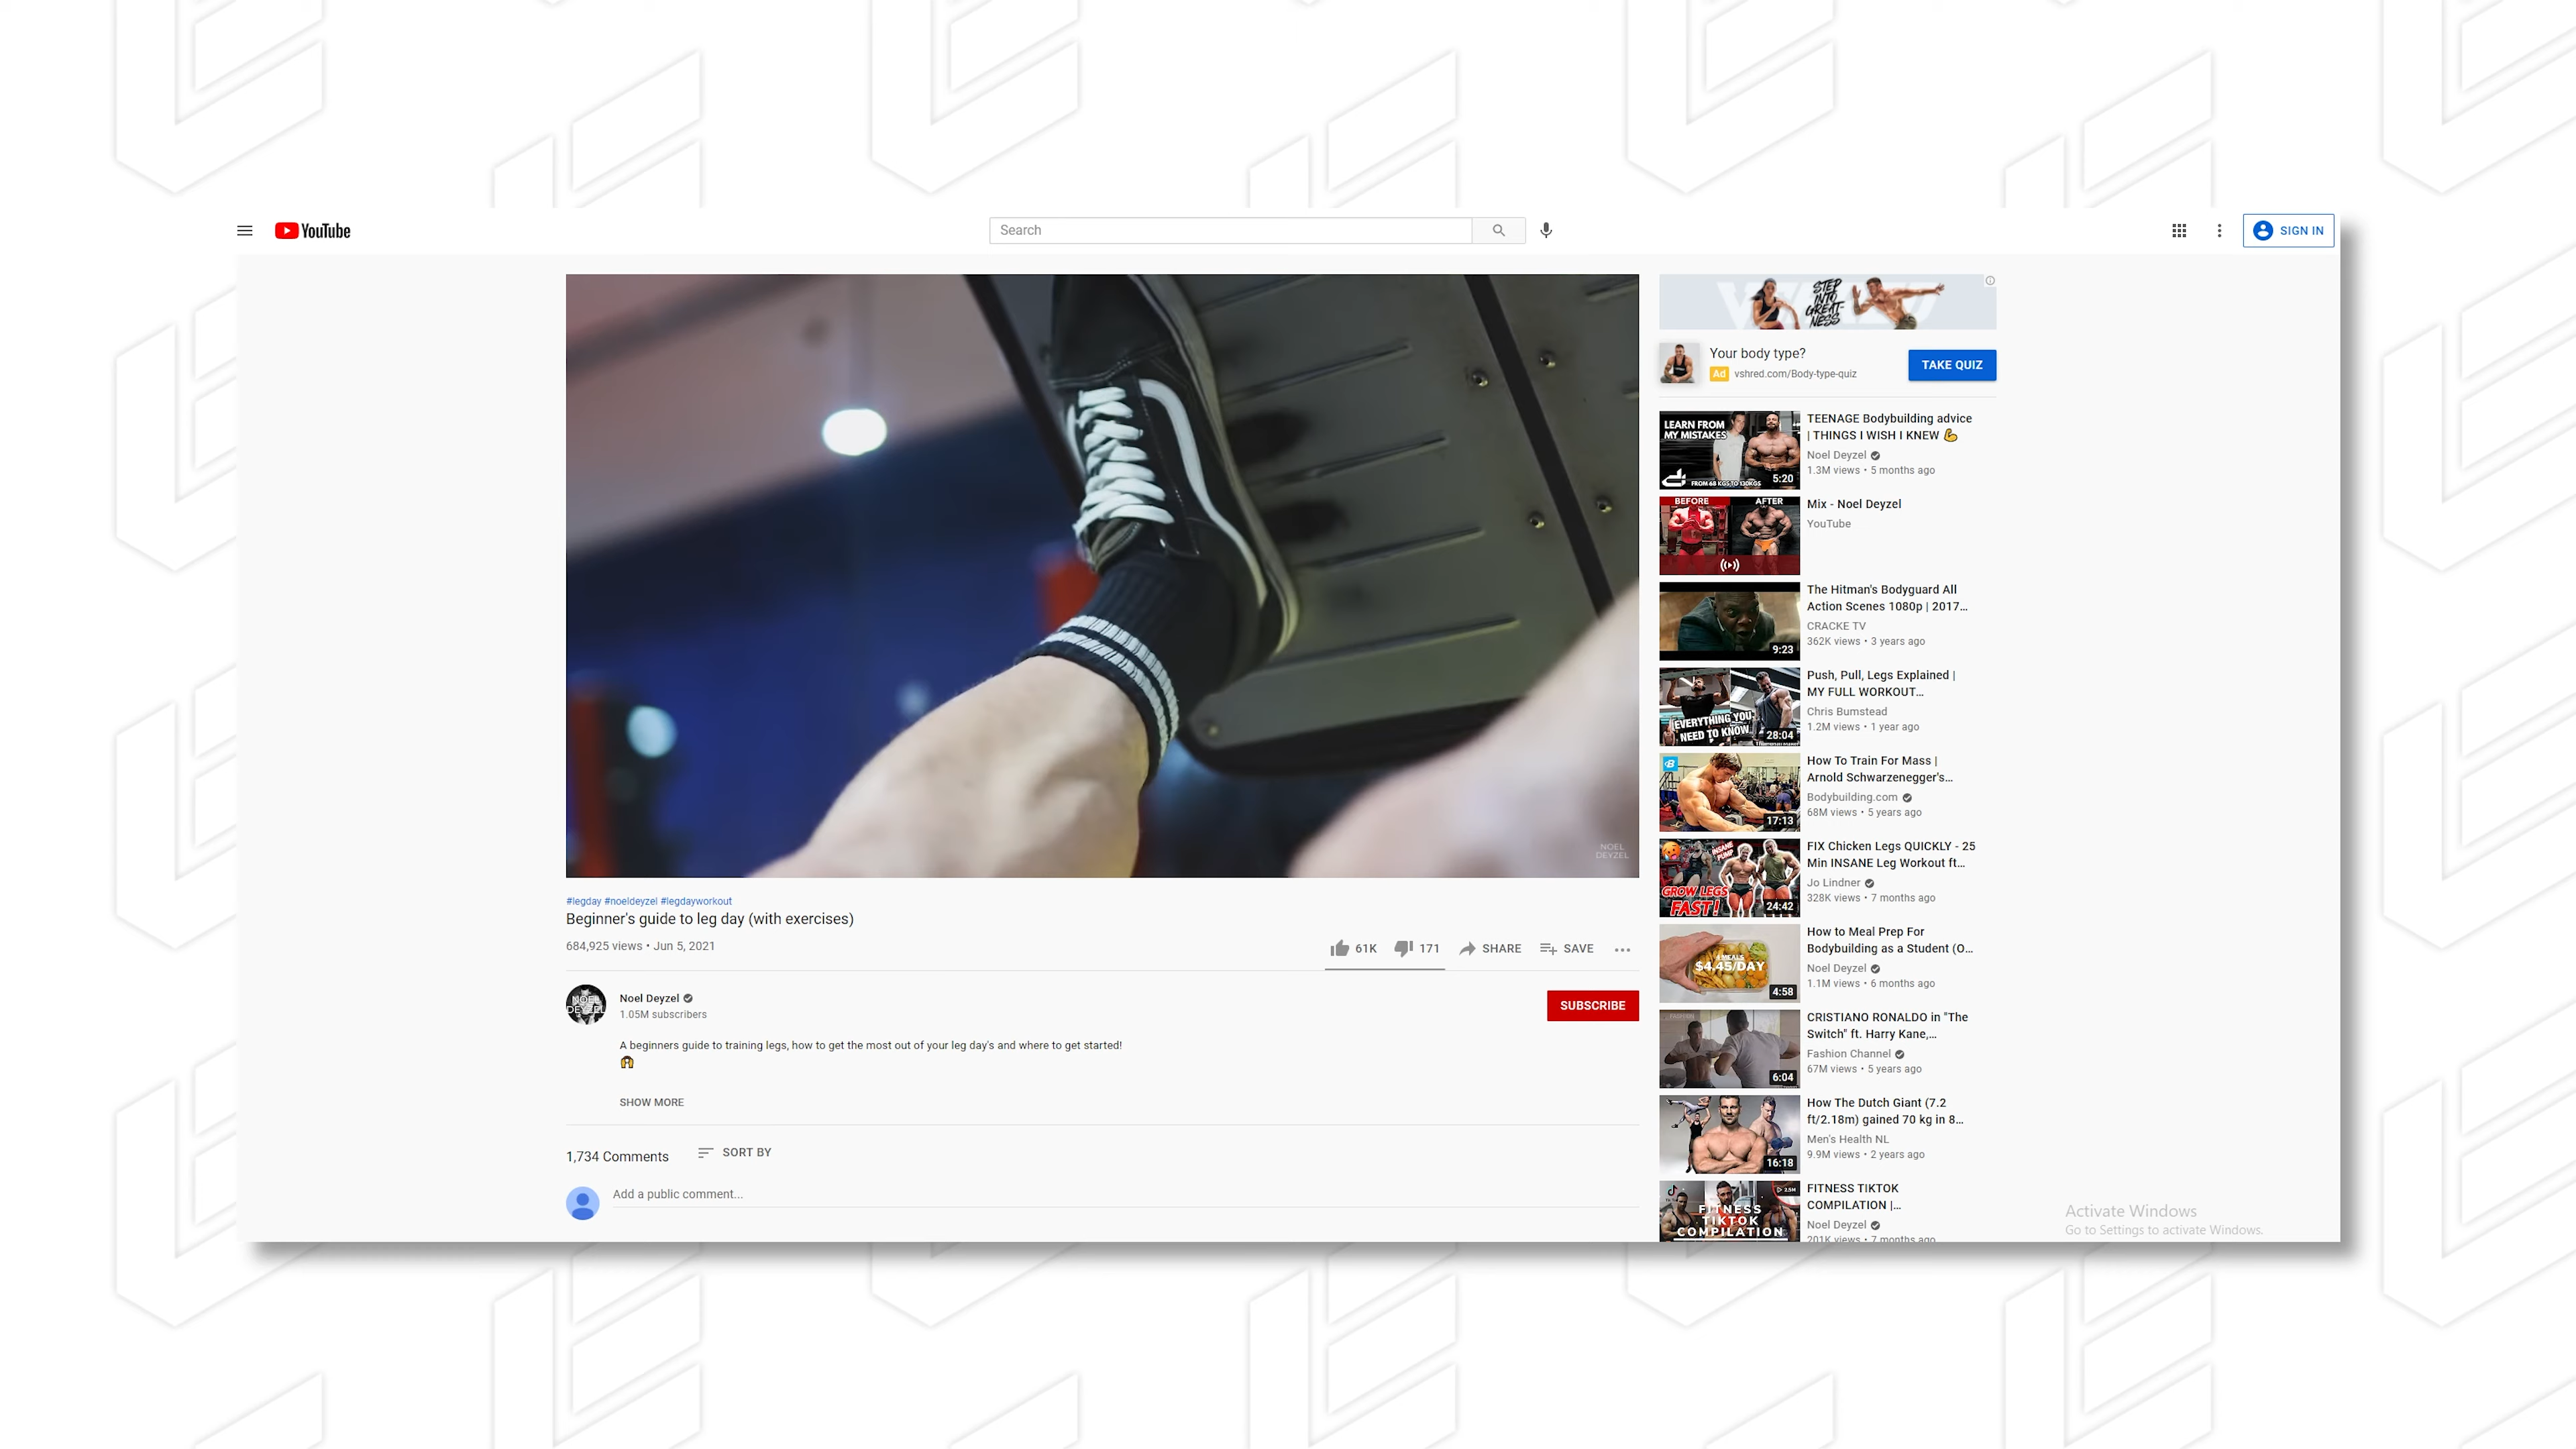 YouTube
Search
SIGN IN
NOEL
DEYZEL
#legday #noeldeyzel #legdayworkout
Beginner's guide to leg day (with exercises)
684,925 views • Jun 5, 2021
61K
171
SHARE
SAVE
NOEL
DEYZEL
Noel Deyzel
1.05M subscribers
SUBSCRIBE
A beginners guide to training legs, how to get the most out of your leg day's and where to get started!
SHOW MORE
1,734 Comments
SORT BY
Add a public comment...
STEP
INTO
GREAT-
NESS
Your body type?
Ad vshred.com/Body-type-quiz
TAKE QUIZ
LEARN FROM
MY MISTAKES
FROM 68 KGS TO 130KGS
5:20
TEENAGE Bodybuilding advice
| THINGS I WISH I KNEW 💪
Noel Deyzel
1.3M views • 5 months ago
BEFORE
AFTER
Mix - Noel Deyzel
YouTube
9:23
The Hitman's Bodyguard All
Action Scenes 1080p | 2017...
CRACKE TV
362K views • 3 years ago
EVERYTHING YOU
NEED TO KNOW
28:04
Push, Pull, Legs Explained |
MY FULL WORKOUT...
Chris Bumstead
1.2M views • 1 year ago
B
17:13
How To Train For Mass |
Arnold Schwarzenegger's...
Bodybuilding.com
68M views • 5 years ago
INSANE
PUMP
GROW LEGS
FAST!
24:42
FIX Chicken Legs QUICKLY - 25
Min INSANE Leg Workout ft...
Jo Lindner
328K views • 7 months ago
4 MEALS
$4.45/DAY
4:58
How to Meal Prep For
Bodybuilding as a Student (O...
Noel Deyzel
1.1M views • 6 months ago
FASHION
6:04
CRISTIANO RONALDO in "The
Switch" ft. Harry Kane,...
Fashion Channel
67M views • 5 years ago
16:18
How The Dutch Giant (7.2
ft/2.18m) gained 70 kg in 8...
Men's Health NL
9.9M views • 2 years ago
2.5M
FITNESS
TIKTOK
COMPILATION
FITNESS TIKTOK
COMPILATION |...
Noel Deyzel
201K views • 7 months ago
Activate Windows
Go to Settings to activate Windows.